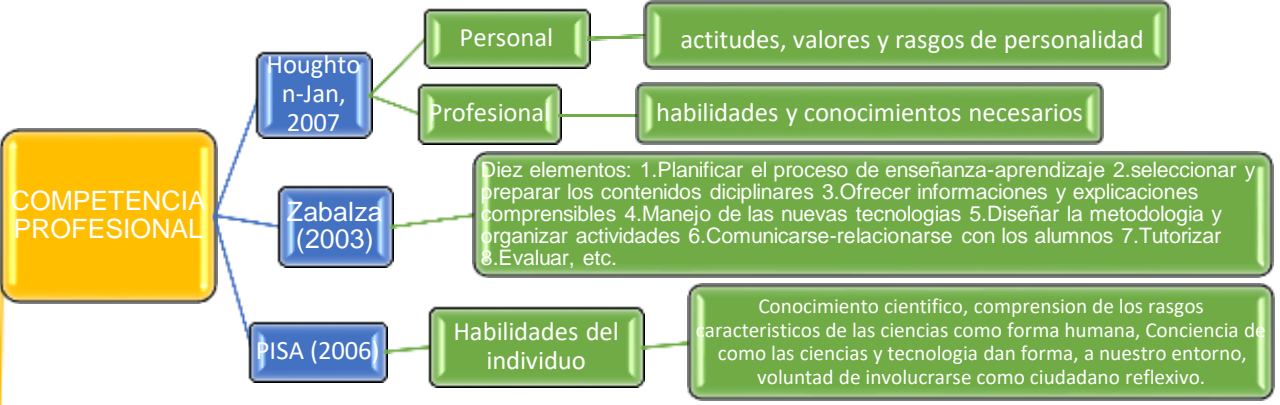 COMPETENCIA
PROFESIONAL
Houghto
n-Jan,
2007
Personal
actitudes, valores y rasgos de personalidad
Profesional
habilidades y conocimientos necesarios
Zabalza
(2003)
Diez elementos: 1.Planificar el proceso de enseñanza-aprendizaje 2.seleccionar y
preparar los contenidos diciplinares 3.Ofrecer informaciones y explicaciones
comprensibles 4.Manejo de las nuevas tecnologias 5.Diseñar la metodologia y
organizar actividades 6.Comunicarse-relacionarse con los alumnos 7.Tutorizar
8.Evaluar, etc.
PISA (2006)
Habilidades del
individuo
Conocimiento cientifico, comprension de los rasgos
caracteristicos de las ciencias como forma humana, Conciencia de
como las ciencias y tecnologia dan forma, a nuestro entorno,
voluntad de involucrarse como ciudadano reflexivo.